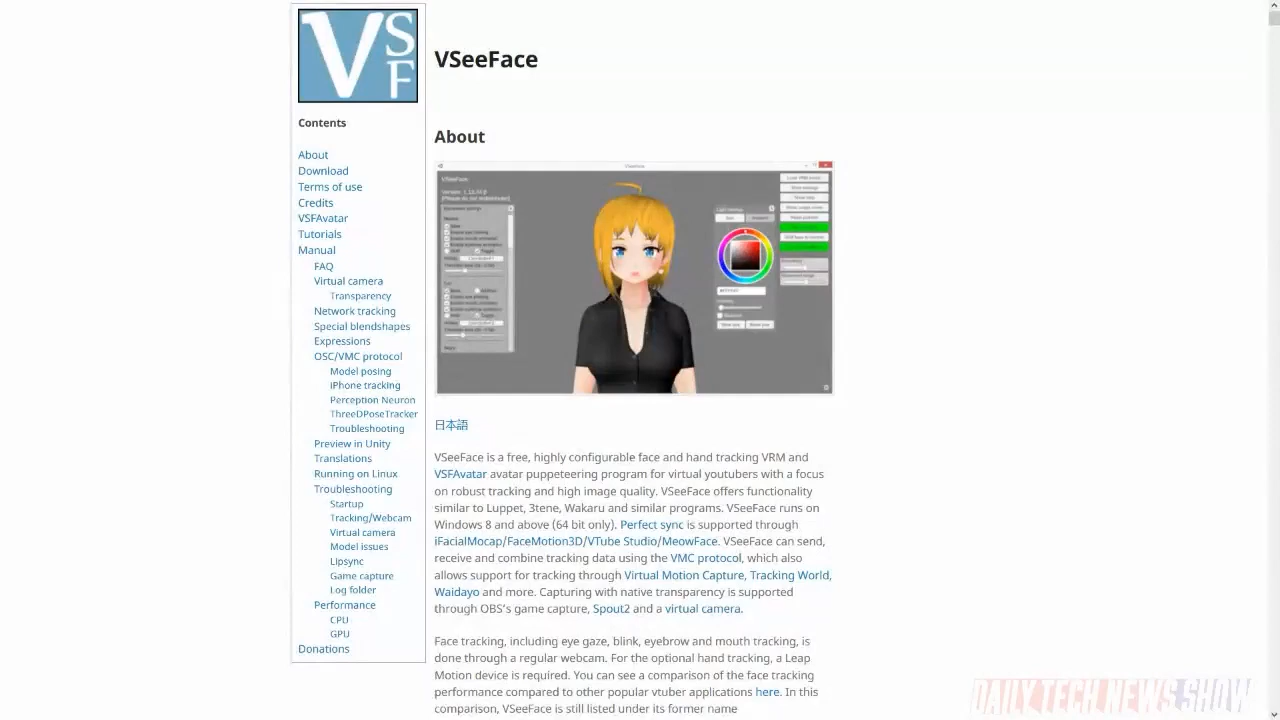 VSF
VSeeFace
Contents
About
Download
Terms of use
Credits
VSFAvatar
Tutorials
Manual
FAQ
Virtual camera
Transparency
Network tracking
Special blendshapes
Expressions
OSC/VMC protocol
Model posing
iPhone tracking
Perception Neuron
ThreeDPoseTracker
Troubleshooting
Preview in Unity
Translations
Running on Linux
Troubleshooting
Startup
Tracking/Webcam
Virtual camera
Model issues
Lipsync
Game capture
Log folder
Performance
CPU
GPU
Donations
About
VSeeFace
日本語
VSeeFace is a free, highly configurable face and hand tracking VRM and
VSFAvatar avatar puppeteering program for virtual youtubers with a focus
on robust tracking and high image quality. VSeeFace offers functionality
similar to Luppet, 3tene, Wakaru and similar programs. VSeeFace runs on
Windows 8 and above (64 bit only). Perfect sync is supported through
iFacialMocap/FaceMotion3D/VTube Studio/MeowFace. VSeeFace can send,
receive and combine tracking data using the VMC protocol, which also
allows support for tracking through Virtual Motion Capture, Tracking World,
Waidayo and more. Capturing with native transparency is supported
through OBS's game capture, Spout2 and a virtual camera.
Face tracking, including eye gaze, blink, eyebrow and mouth tracking, is
done through a regular webcam. For the optional hand tracking, a Leap
Motion device is required. You can see a comparison of the face tracking
performance compared to other popular vtuber applications here. In this
comparison, VSeeFace is still listed under its former name
DAILY TECH NEWS SHOW